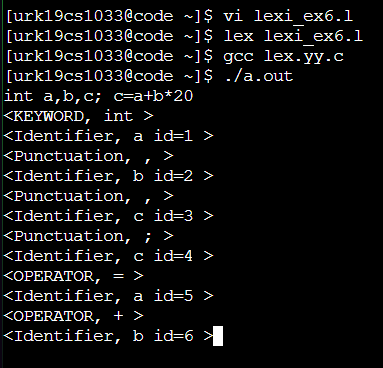 [urk19cs1033@code ~]$ vi lexi_ex6.l
[urk19cs1033@code ~]$ lex lexi_ex6.l
[urk19cs1033@code ~]$ gcc lex.yy.c
[urk19cs1033@code ~]$ ./a.out
int a,b,c; c=a+b*20
<KEYWORD, int >
<Identifier, a id=1 >
<Punctuation, , >
<Identifier, b id=2 >
<Punctuation, , >
<Identifier, c id=3 >
<Punctuation, ; >
<Identifier, c id=4 >
<OPERATOR, = >
<Identifier, a id=5 >
<OPERATOR, + >
<Identifier, b id=6 >